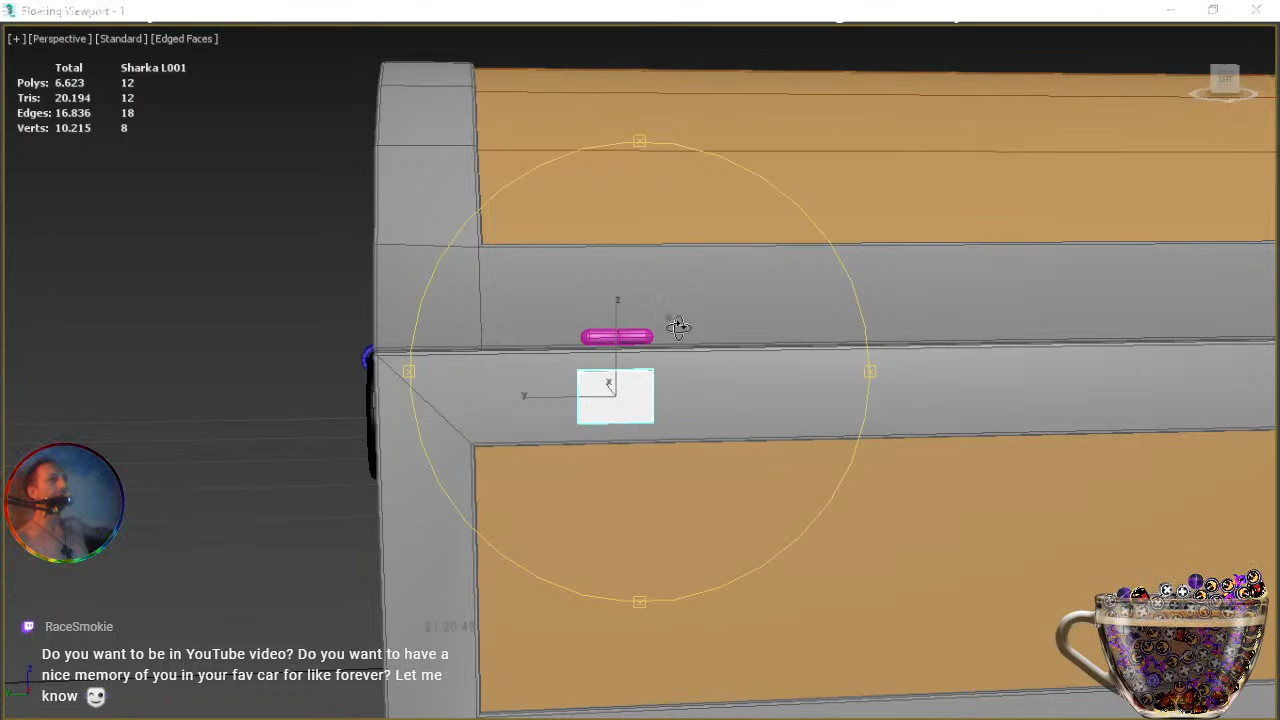 Floating Viewport - 1
[+] [Perspective] [Standard] [Edged Faces]
Total Sharka L001
Polys: 6.623 12
Tris: 20.194 12
Edges: 16.836 18
Verts: 10.215 8
LEFT
z
x
y
RaceSmokie
Do you want to be in YouTube video? Do you want to have a
nice memory of you in your fav car for like forever? Let me
know